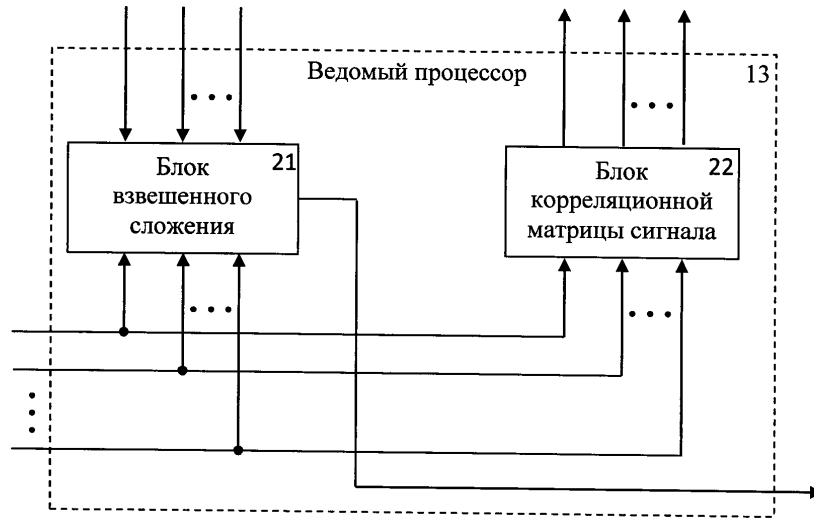 Ведомый процессор 13
Блок 21
взвешенного
сложения
Блок 22
корреляционной
матрицы сигнала